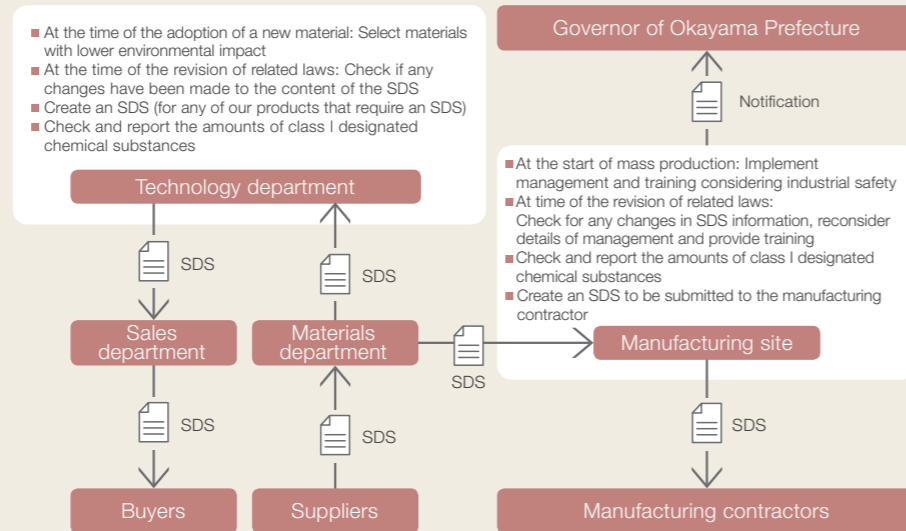 ■ At the time of the adoption of a new material: Select materials
with lower environmental impact
■ At the time of the revision of related laws: Check if any
changes have been made to the content of the SDS
■ Create an SDS (for any of our products that require an SDS)
■ Check and report the amounts of class I designated
chemical substances
Technology department
SDS
SDS
Sales
department
Materials
department
SDS
SDS
SDS
Buyers
Suppliers
Governor of Okayama Prefecture
Notification
■ At the start of mass production: Implement
management and training considering industrial safety
■ At time of the revision of related laws:
Check for any changes in SDS information, reconsider
details of management and provide training
■ Check and report the amounts of class I designated
chemical substances
■ Create an SDS to be submitted to the manufacturing
contractor
Manufacturing site
SDS
Manufacturing contractors